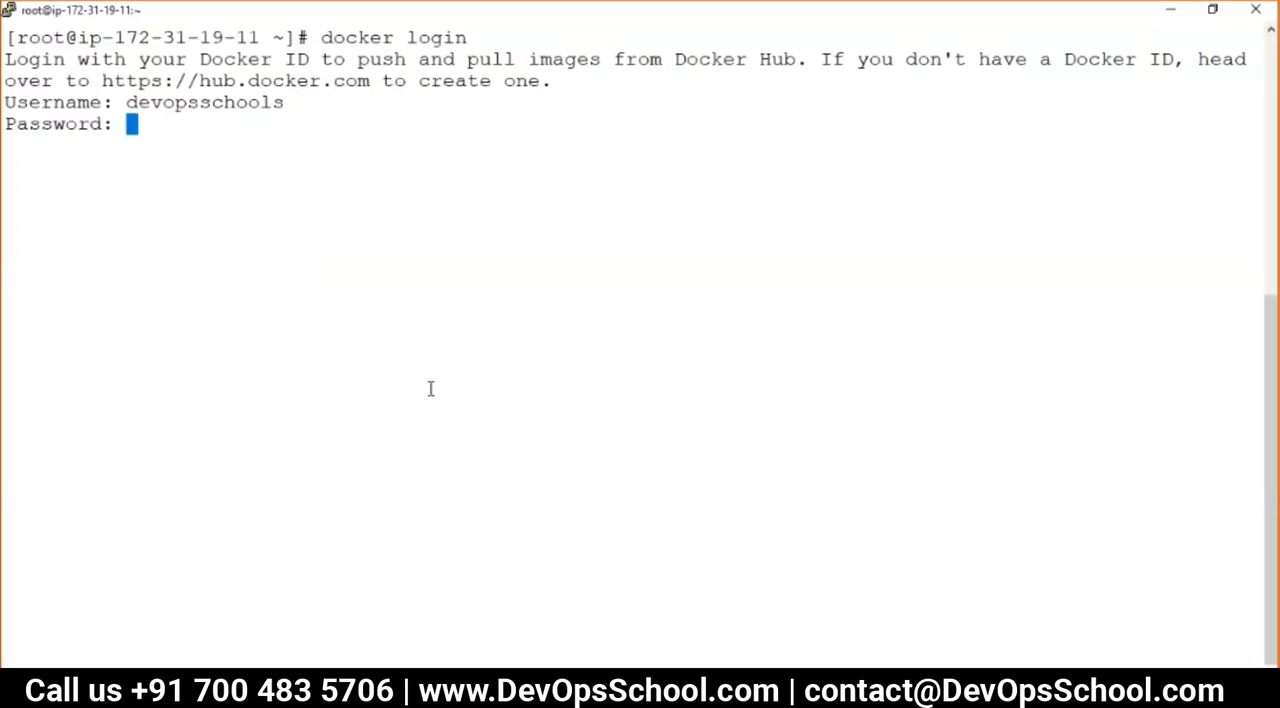 root@ip-172-31-19-11:~
[root@ip-172-31-19-11 ~]# docker login
Login with your Docker ID to push and pull images from Docker Hub. If you don't have a Docker ID, head
over to https://hub.docker.com to create one.
Username: devopsschools
Password:
Call us +91 700 483 5706 | www.DevOpsSchool.com | contact@DevOpsSchool.com